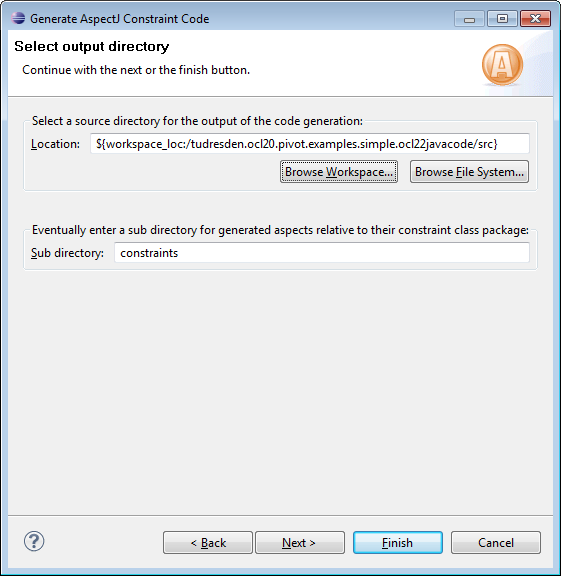 Generate AspectJ Constraint Code
Select output directory
Continue with the next or the finish button.
A
Select a source directory for the output of the code generation:
Location: ${workspace_loc:/tudresden.ocl20.pivot.examples.simple.ocl22javacode/src}
Browse Workspace... Browse File System...
Eventually enter a sub directory for generated aspects relative to their constraint class package:
Sub directory: constraints
? < Back Next > Finish Cancel